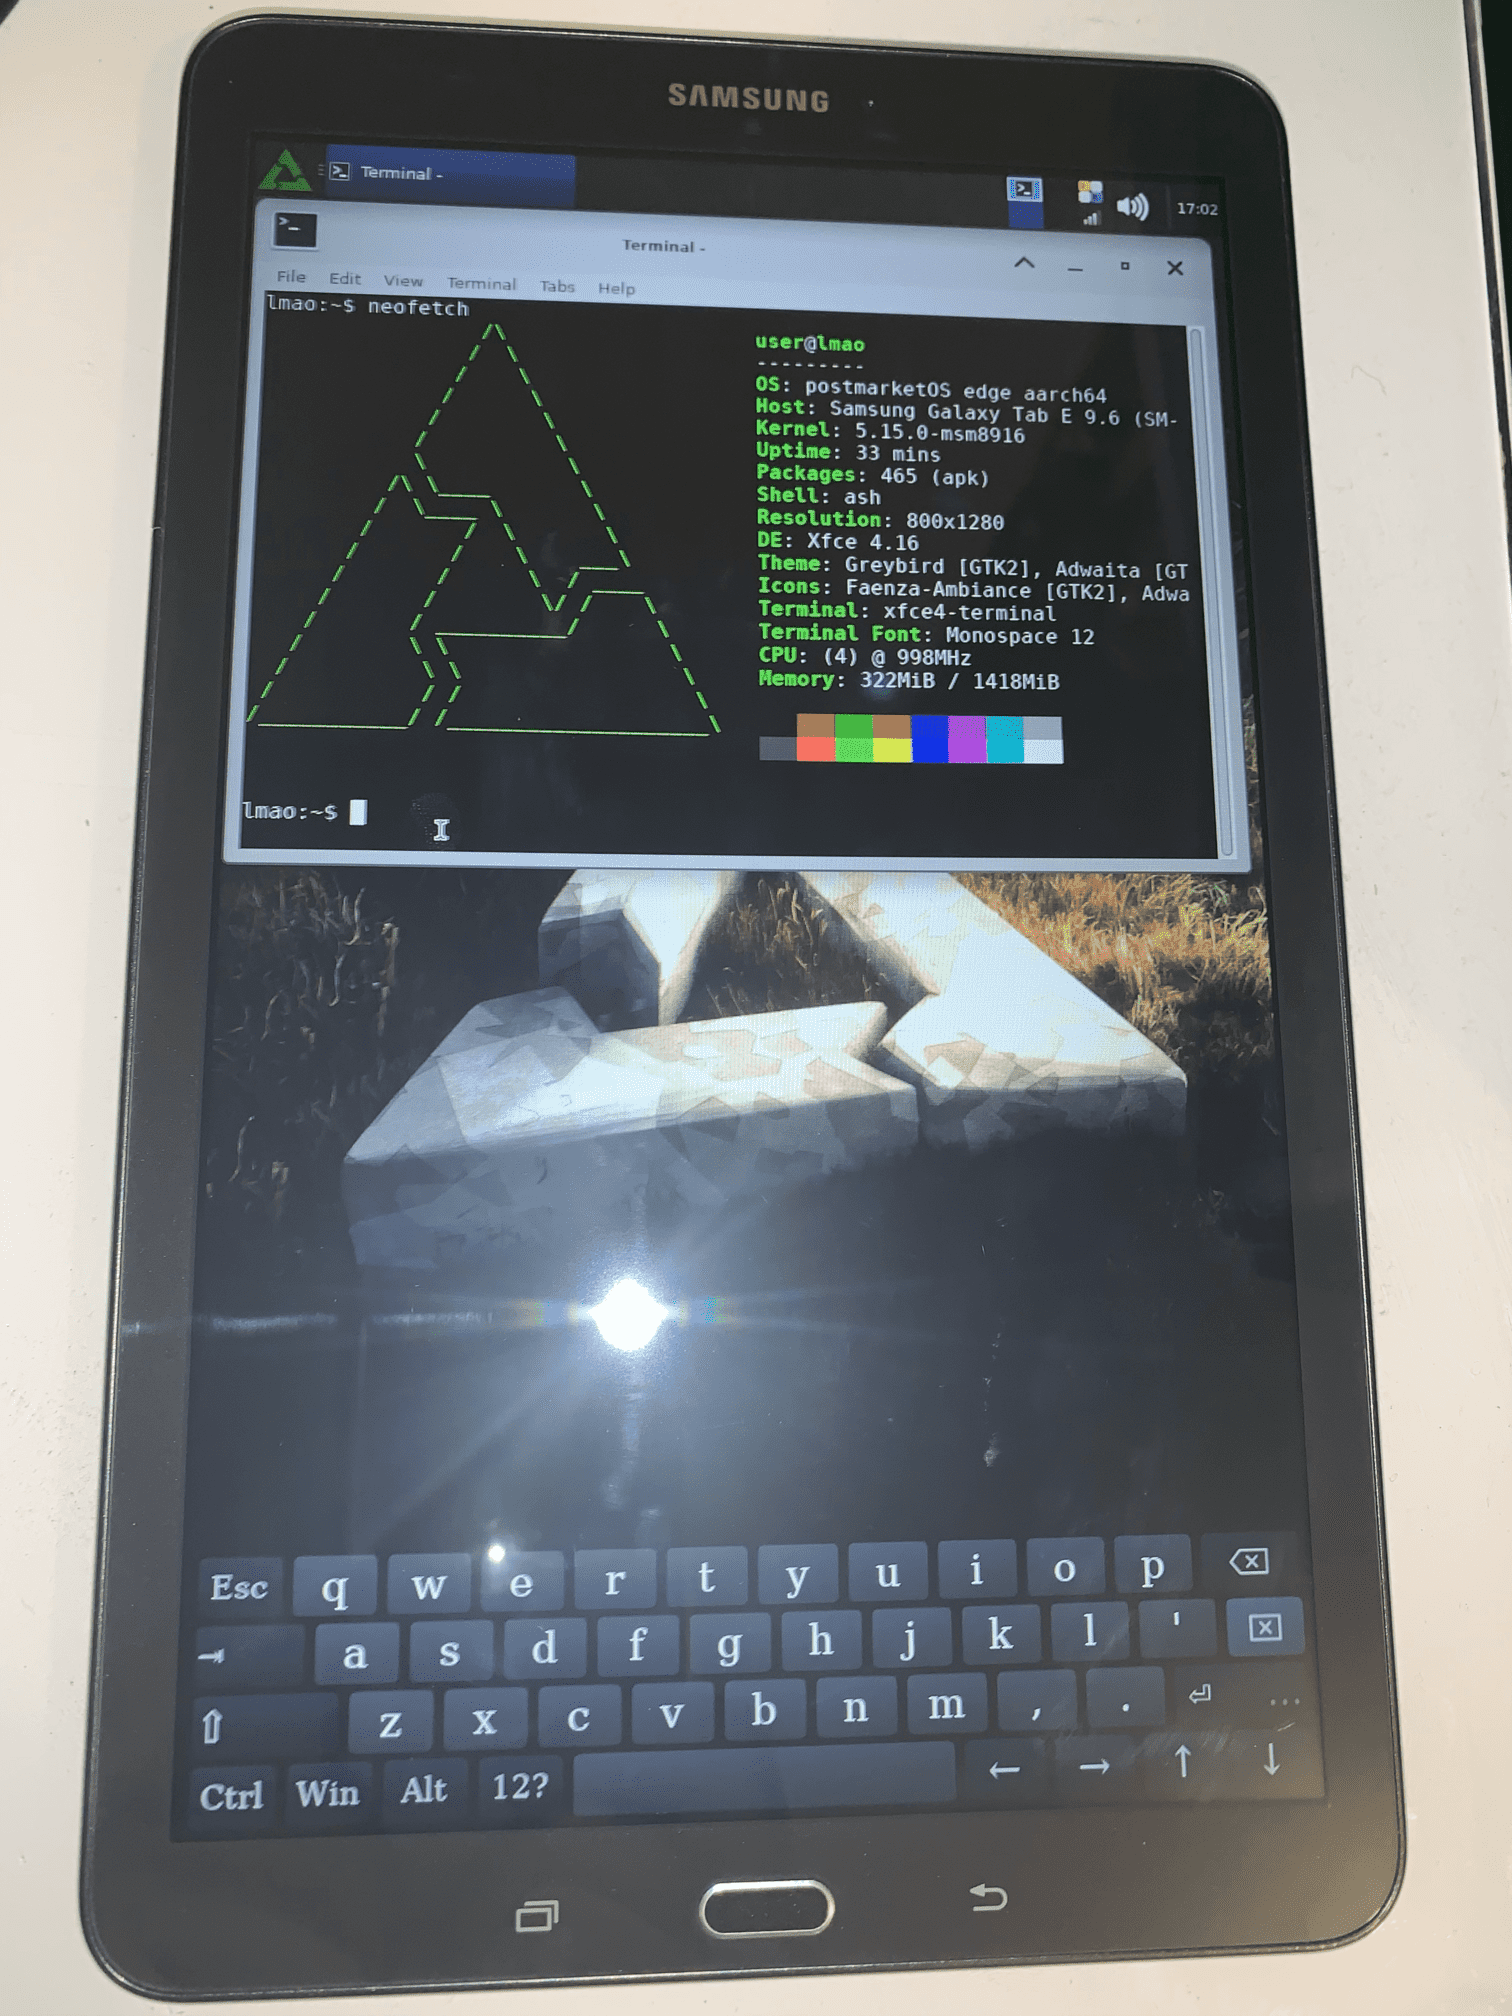 SAMSUNG
Terminal -
17:02
Terminal -
File Edit View Terminal Tabs Help
lmao:~$ neofetch
user@lmao
---------
OS: postmarketOS edge aarch64
Host: Samsung Galaxy Tab E 9.6 (SM-
Kernel: 5.15.0-msm8916
Uptime: 33 mins
Packages: 465 (apk)
Shell: ash
Resolution: 800x1280
DE: Xfce 4.16
Theme: Greybird [GTK2], Adwaita [GT
Icons: Faenza-Ambiance [GTK2], Adwa
Terminal: xfce4-terminal
Terminal Font: Monospace 12
CPU: (4) @ 998MHz
Memory: 322MiB / 1418MiB
lmao:~$
Esc q w e r t y u i o p
a s d f g h j k l '
z x c v b n m , . ...
Ctrl Win Alt 12? ← → ↑ ↓